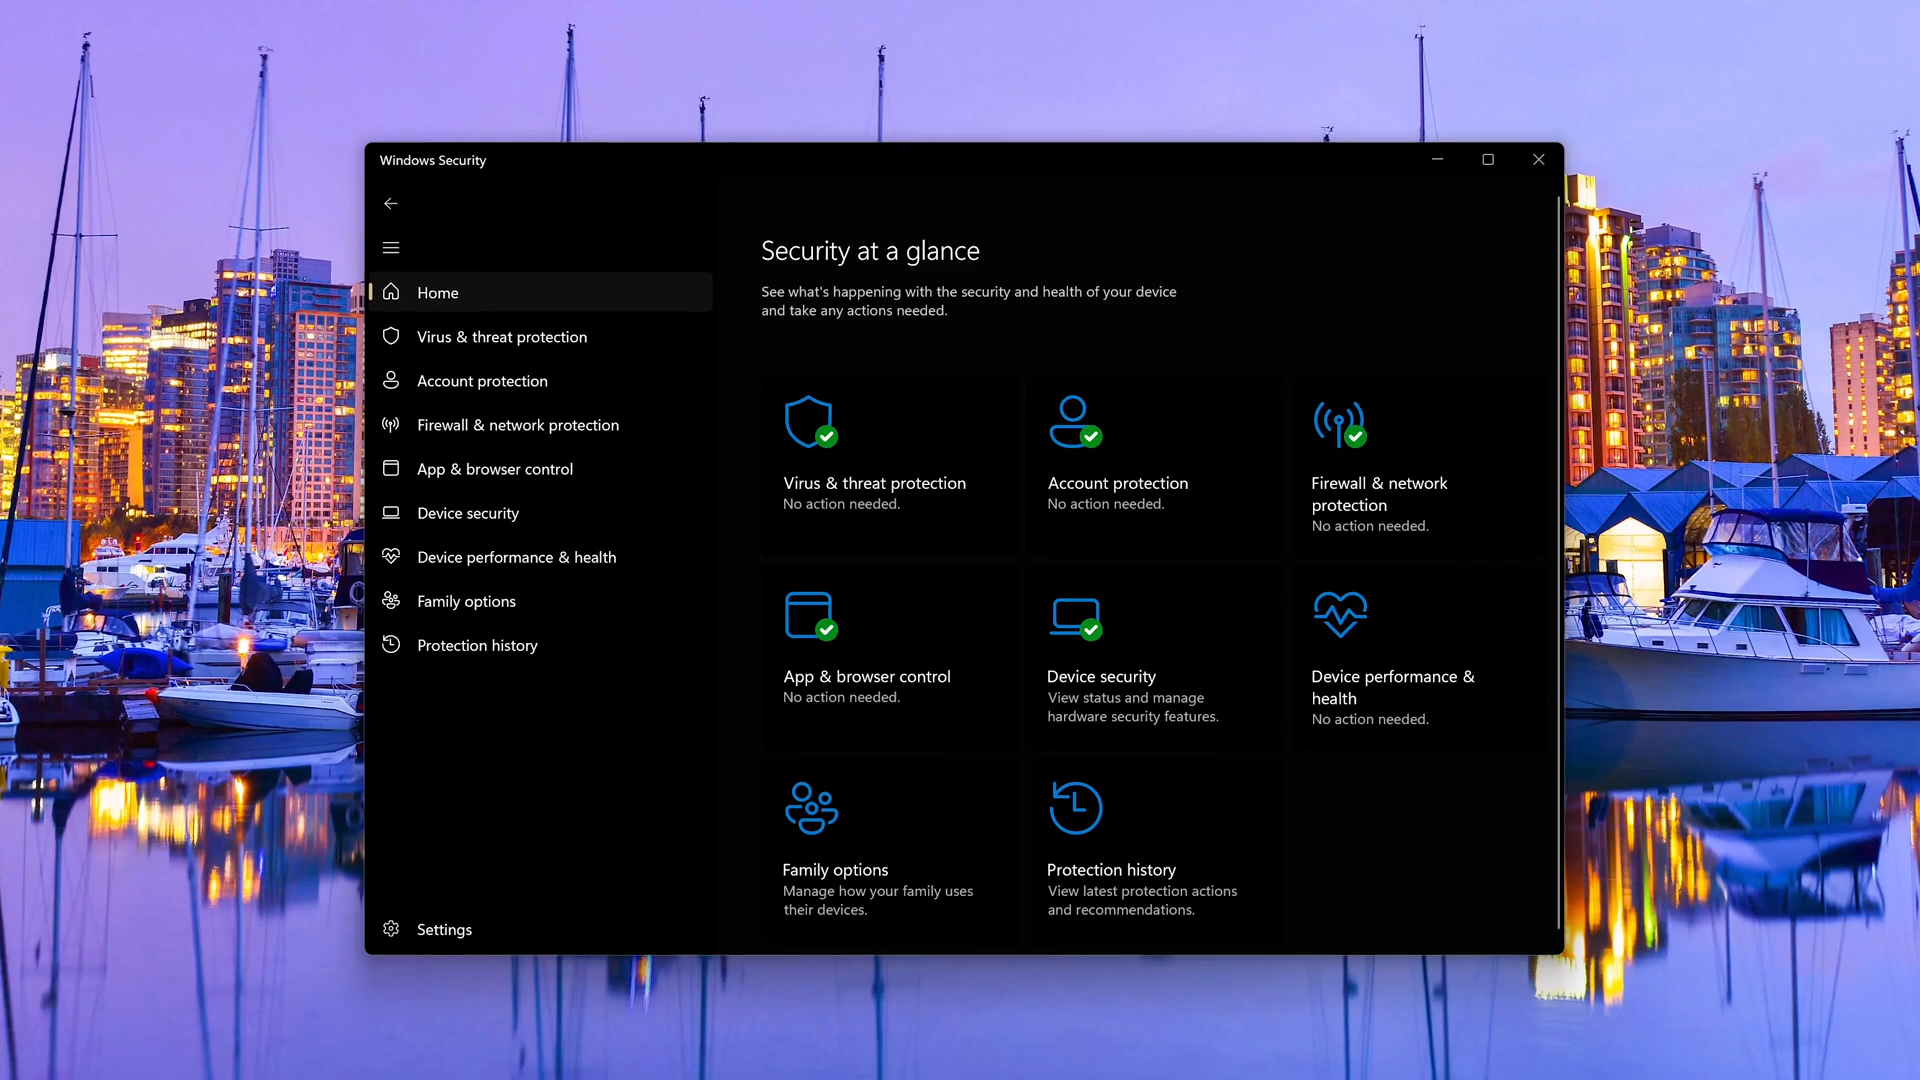 Windows Security
Home
Virus & threat protection
Account protection
Firewall & network protection
App & browser control
Device security
Device performance & health
Family options
Protection history
Settings
Security at a glance
See what's happening with the security and health of your device
and take any actions needed.
Virus & threat protection
No action needed.
Account protection
No action needed.
Firewall & network
protection
No action needed.
App & browser control
No action needed.
Device security
View status and manage
hardware security features.
Device performance &
health
No action needed.
Family options
Manage how your family uses
their devices.
Protection history
View latest protection actions
and recommendations.